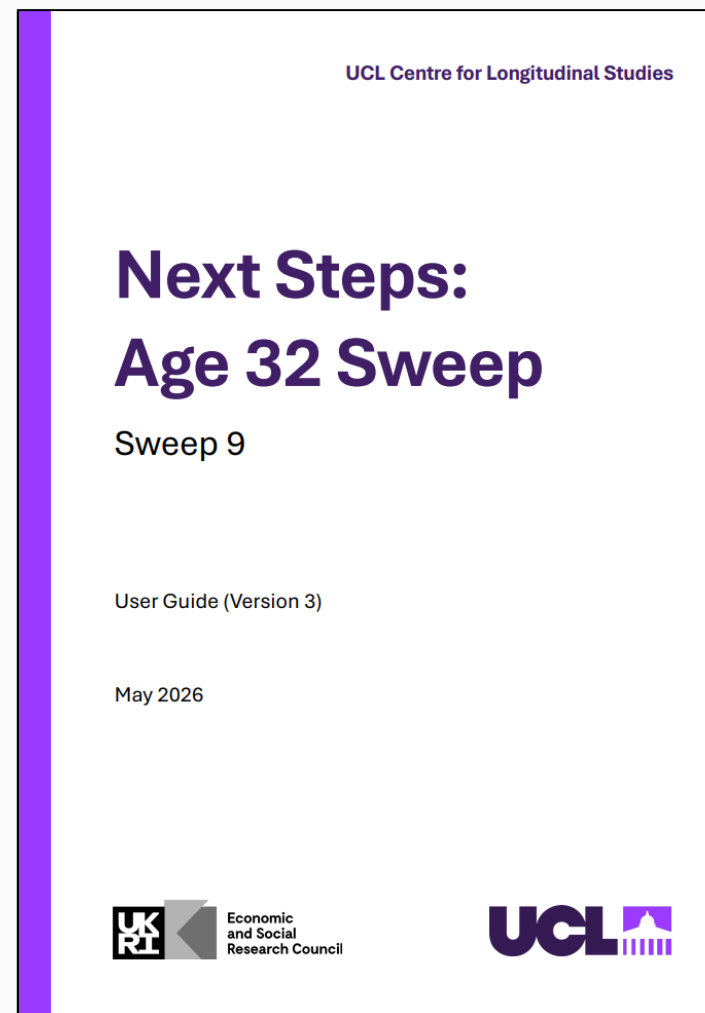 UCL Centre for Longitudinal Studies
Next Steps:
Age 32 Sweep
Sweep 9
User Guide (Version 3)
May 2026
UK
RI
Economic
and Social
Research Council
UCL